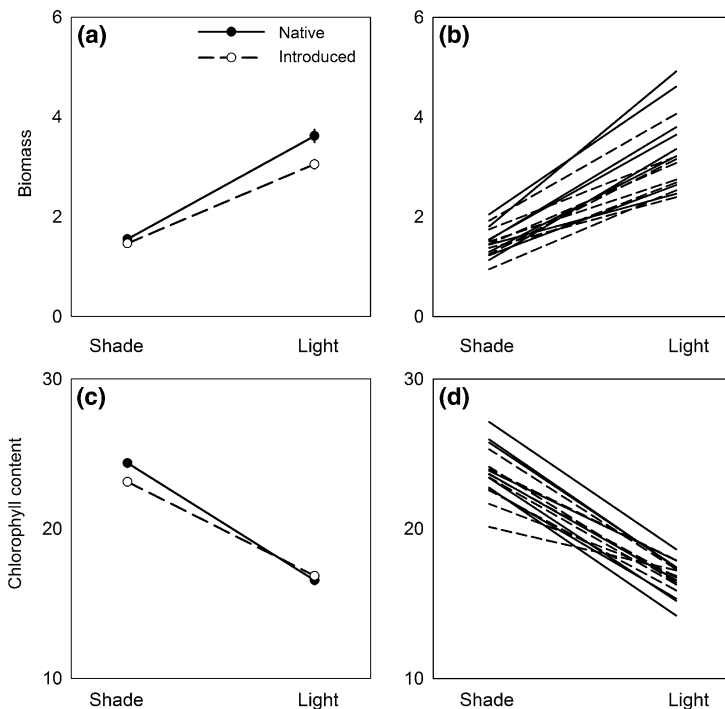 (a)
Native
Introduced
6
4
2
0
Biomass
Shade Light
(b)
6
4
2
0
Shade Light
(c)
30
20
10
Chlorophyll content
Shade Light
(d)
30
20
10
Shade Light